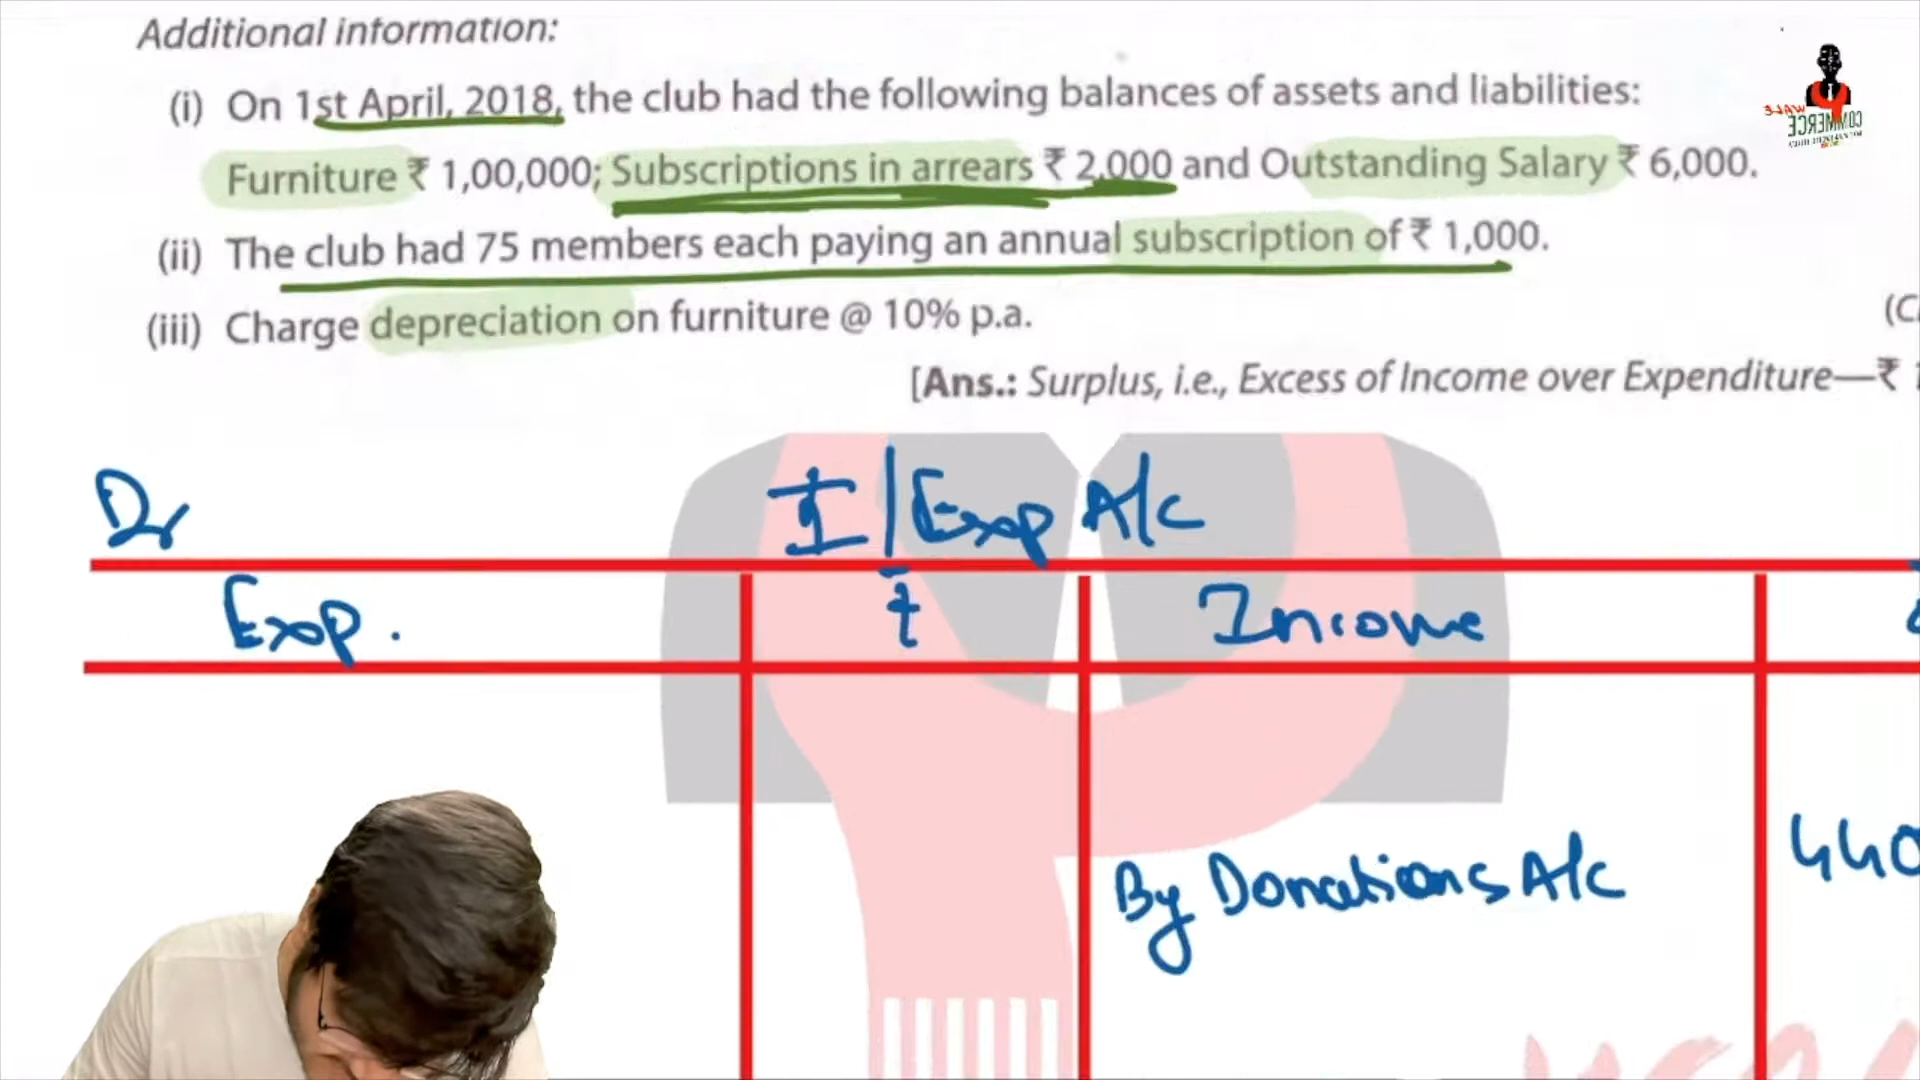 Additional information:
(i) On 1st April, 2018, the club had the following balances of assets and liabilities:
Furniture ₹ 1,00,000; Subscriptions in arrears ₹ 2,000 and Outstanding Salary ₹ 6,000.
(ii) The club had 75 members each paying an annual subscription of ₹ 1,000.
(iii) Charge depreciation on furniture @ 10% p.a.
[Ans.: Surplus, i.e., Excess of Income over Expenditure—₹
Dr I/Exp A/c
Exp. ₹ Income
By Donations A/c 440
COMMERCE
WALE